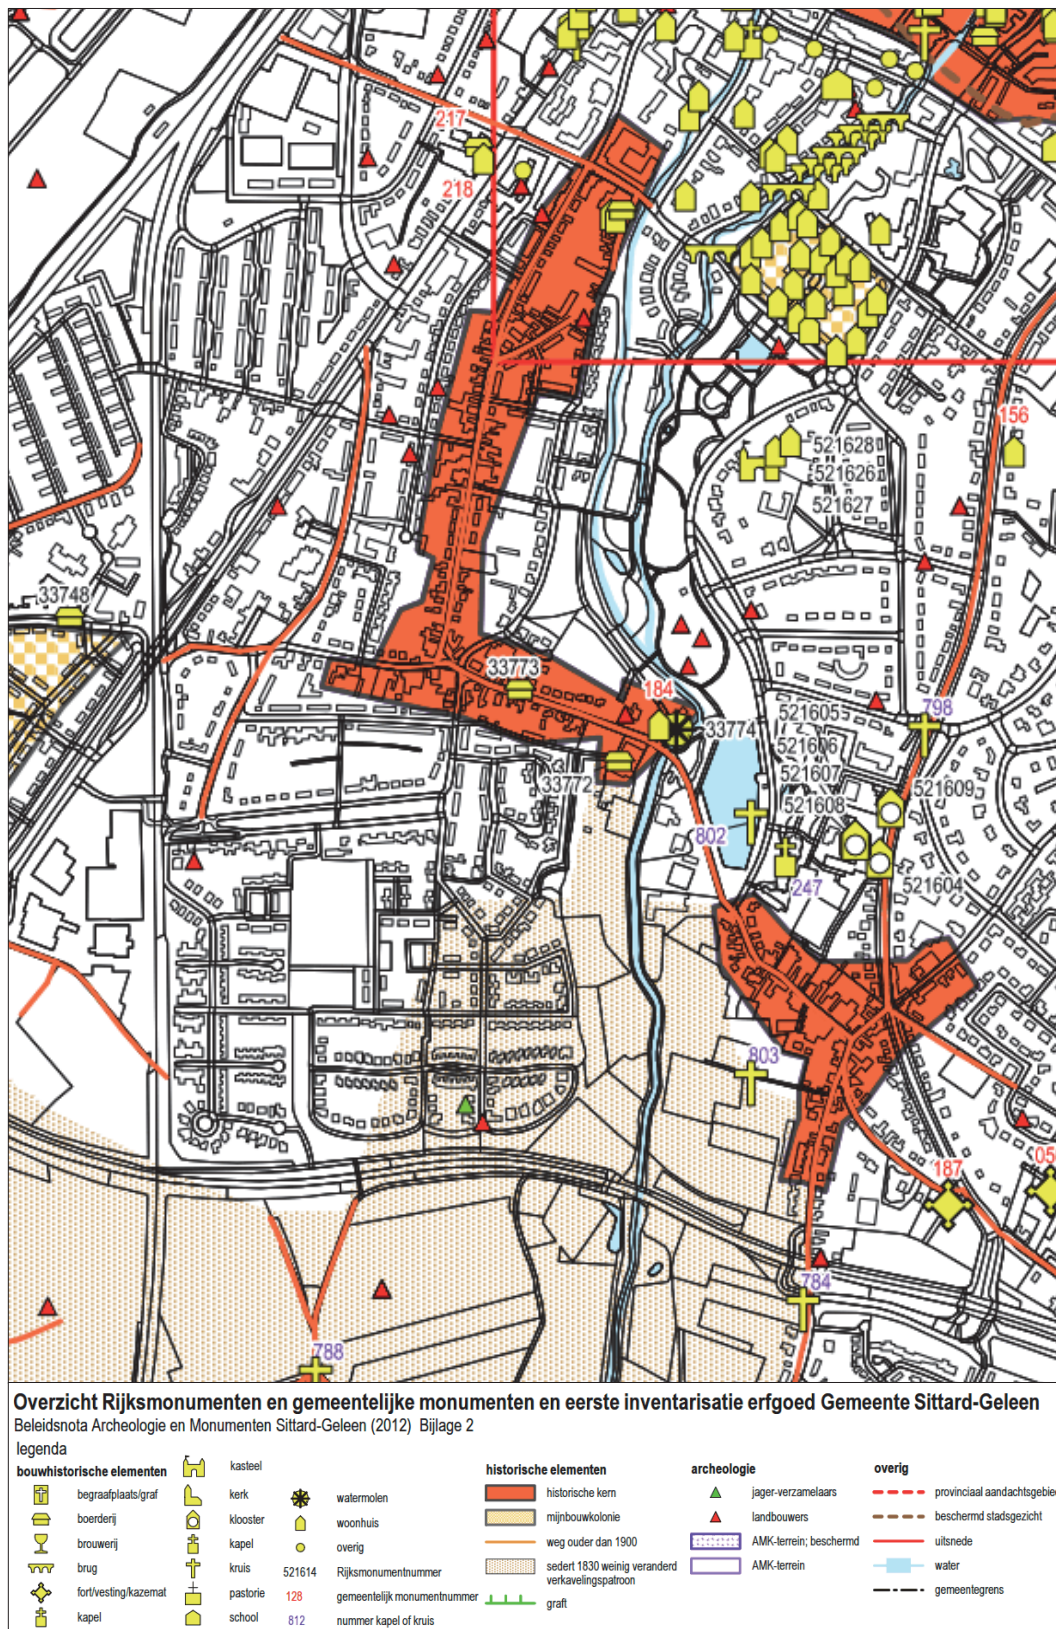 217
218
156
521628
521626
521627
33748
33773
184
33774
798
521605
521606
521607
521608
521609
33772
802
247
521604
803
187
05
784
788
Overzicht Rijksmonumenten en gemeentelijke monumenten en eerste inventarisatie erfgoed Gemeente Sittard-Geleen
Beleidsnota Archeologie en Monumenten Sittard-Geleen (2012) Bijlage 2
legenda
bouwhistorische elementen
begraafplaats/graf
boerderij
brouwerij
brug
fort/vesting/kazemat
kapel
kasteel
kerk
klooster
kapel
kruis
pastorie
school
watermolen
woonhuis
overig
521614 Rijksmonumentnummer
128 gemeentelijk monumentnummer
812 nummer kapel of kruis
historische elementen
historische kern
mijnbouwkolonie
weg ouder dan 1900
sedert 1830 weinig veranderd
verkavelingspatroon
graft
archeologie
jager-verzamelaars
landbouwers
AMK-terrein; beschermd
AMK-terrein
overig
provinciaal aandachtsgebied
beschermd stadsgezicht
uitsnede
water
gemeentegrens